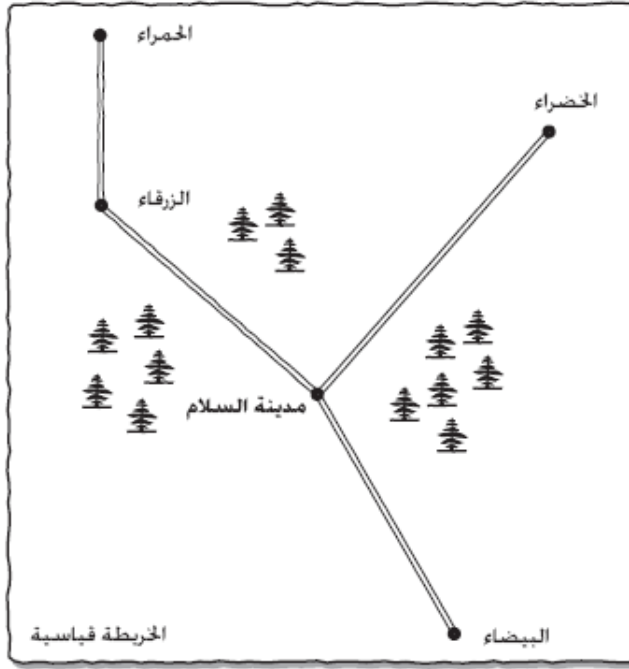 الحمراء
الخضراء
الزرقاء
مدينة السلام
البيضاء
الخريطة قياسية